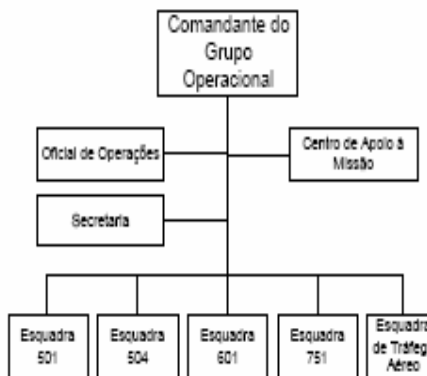 Comandante do
Grupo
Operacional
Oficial de Operações
Centro de Apoio à
Missão
Secretaria
Esquadra
501
Esquadra
504
Esquadra
601
Esquadra
751
Esquadra
de Tráfego
Aéreo